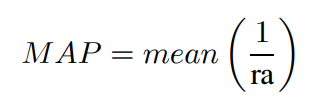 MAP = mean (1/ra)